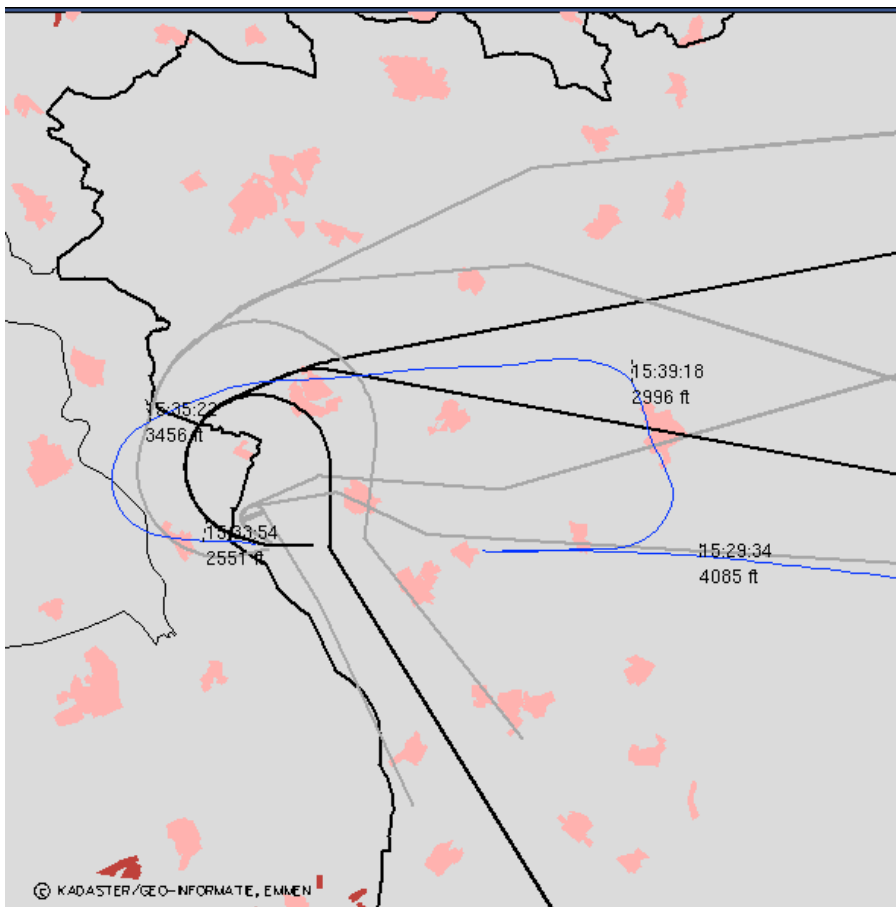 15:39:18
2996 ft
15:35:22
3456 ft
15:33:54
2551 ft
15:29:34
4085 ft
© KADASTER/GEO-INFORMATIE, EMMEN